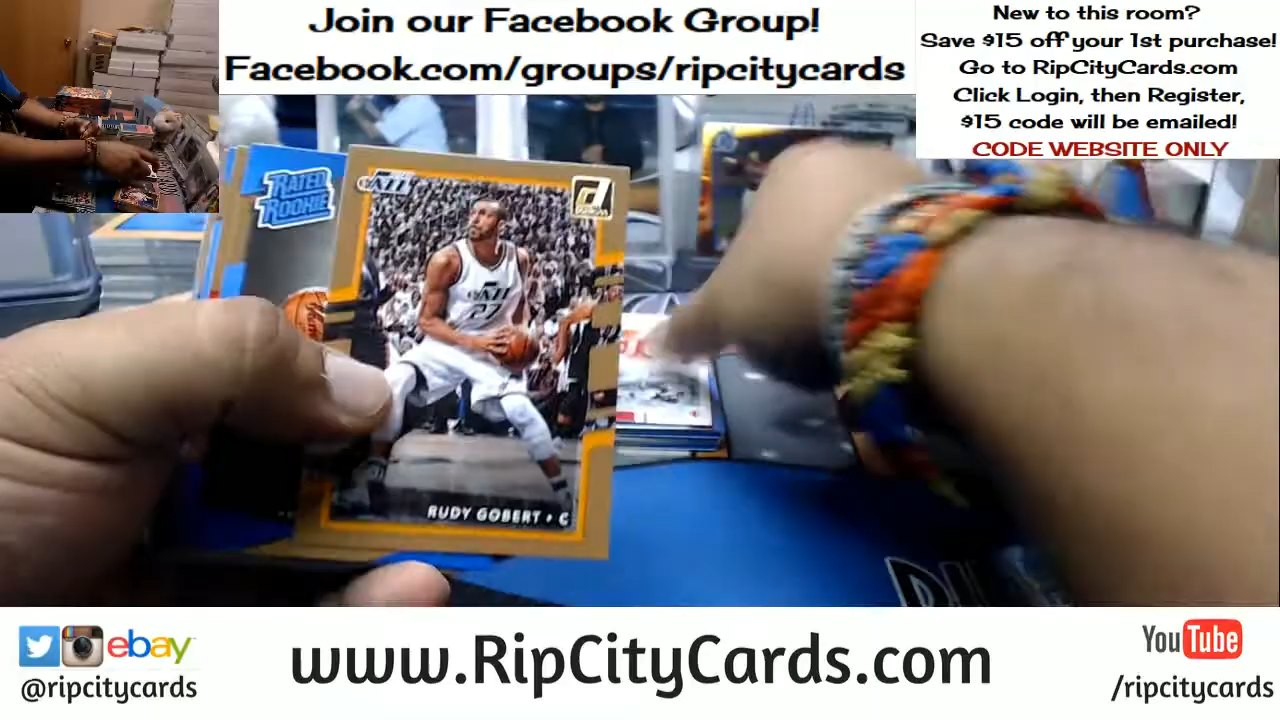 Join our Facebook Group!
Facebook.com/groups/ripcitycards
New to this room?
Save $15 off your 1st purchase!
Go to RipCityCards.com
Click Login, then Register,
$15 code will be emailed!
CODE WEBSITE ONLY
RATED
ROOKIE
27
RUDY GOBERT • C
ebay
@ripcitycards
www.RipCityCards.com
YouTube
/ripcitycards